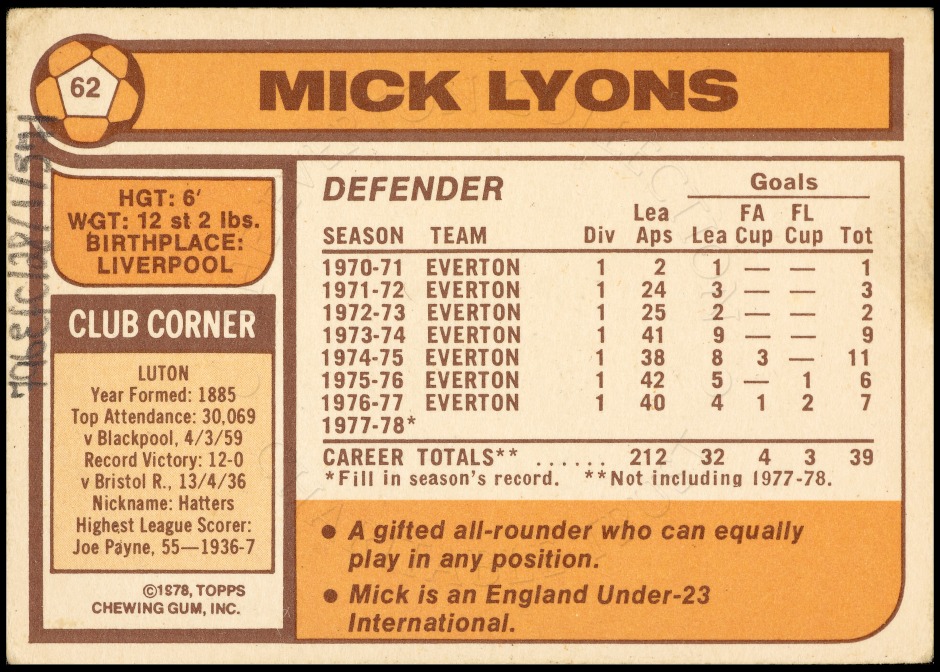 62
MICK LYONS
HGT: 6'
WGT: 12 st 2 lbs.
BIRTHPLACE:
LIVERPOOL
CLUB CORNER
LUTON
Year Formed: 1885
Top Attendance: 30,069
v Blackpool, 4/3/59
Record Victory: 12-0
v Bristol R., 13/4/36
Nickname: Hatters
Highest League Scorer:
Joe Payne, 55—1936-7
©1978, TOPPS
CHEWING GUM, INC.
DEFENDER
Goals
Lea FA FL
SEASON TEAM Div Aps Lea Cup Cup Tot
1970-71 EVERTON 1 2 1 — — 1
1971-72 EVERTON 1 24 3 — — 3
1972-73 EVERTON 1 25 2 — — 2
1973-74 EVERTON 1 41 9 — — 9
1974-75 EVERTON 1 38 8 3 — 11
1975-76 EVERTON 1 42 5 — 1 6
1976-77 EVERTON 1 40 4 1 2 7
1977-78*
CAREER TOTALS** ...... 212 32 4 3 39
*Fill in season's record. **Not including 1977-78.
● A gifted all-rounder who can equally
play in any position.
● Mick is an England Under-23
International.